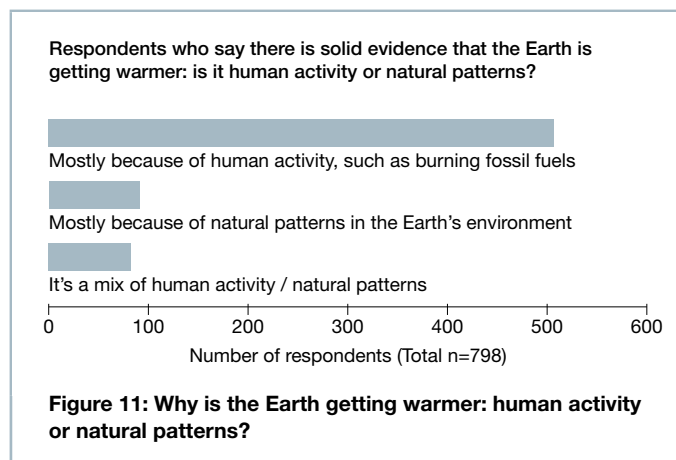 Respondents who say there is solid evidence that the Earth is
getting warmer: is it human activity or natural patterns?
Mostly because of human activity, such as burning fossil fuels
Mostly because of natural patterns in the Earth's environment
It's a mix of human activity / natural patterns
0 100 200 300 400 500 600
Number of respondents (Total n=798)
Figure 11: Why is the Earth getting warmer: human activity
or natural patterns?